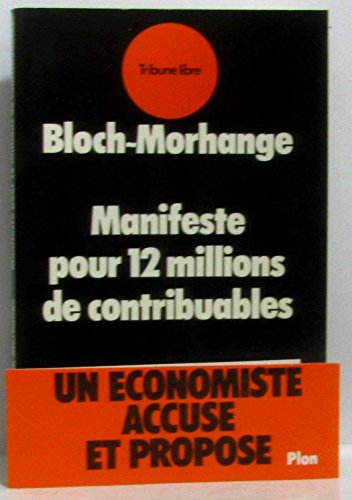 Tribune libre
Bloch-Morhange
Manifeste
pour 12 millions
de contribuables
UN ECONOMISTE
ACCUSE
ET PROPOSE
Plon